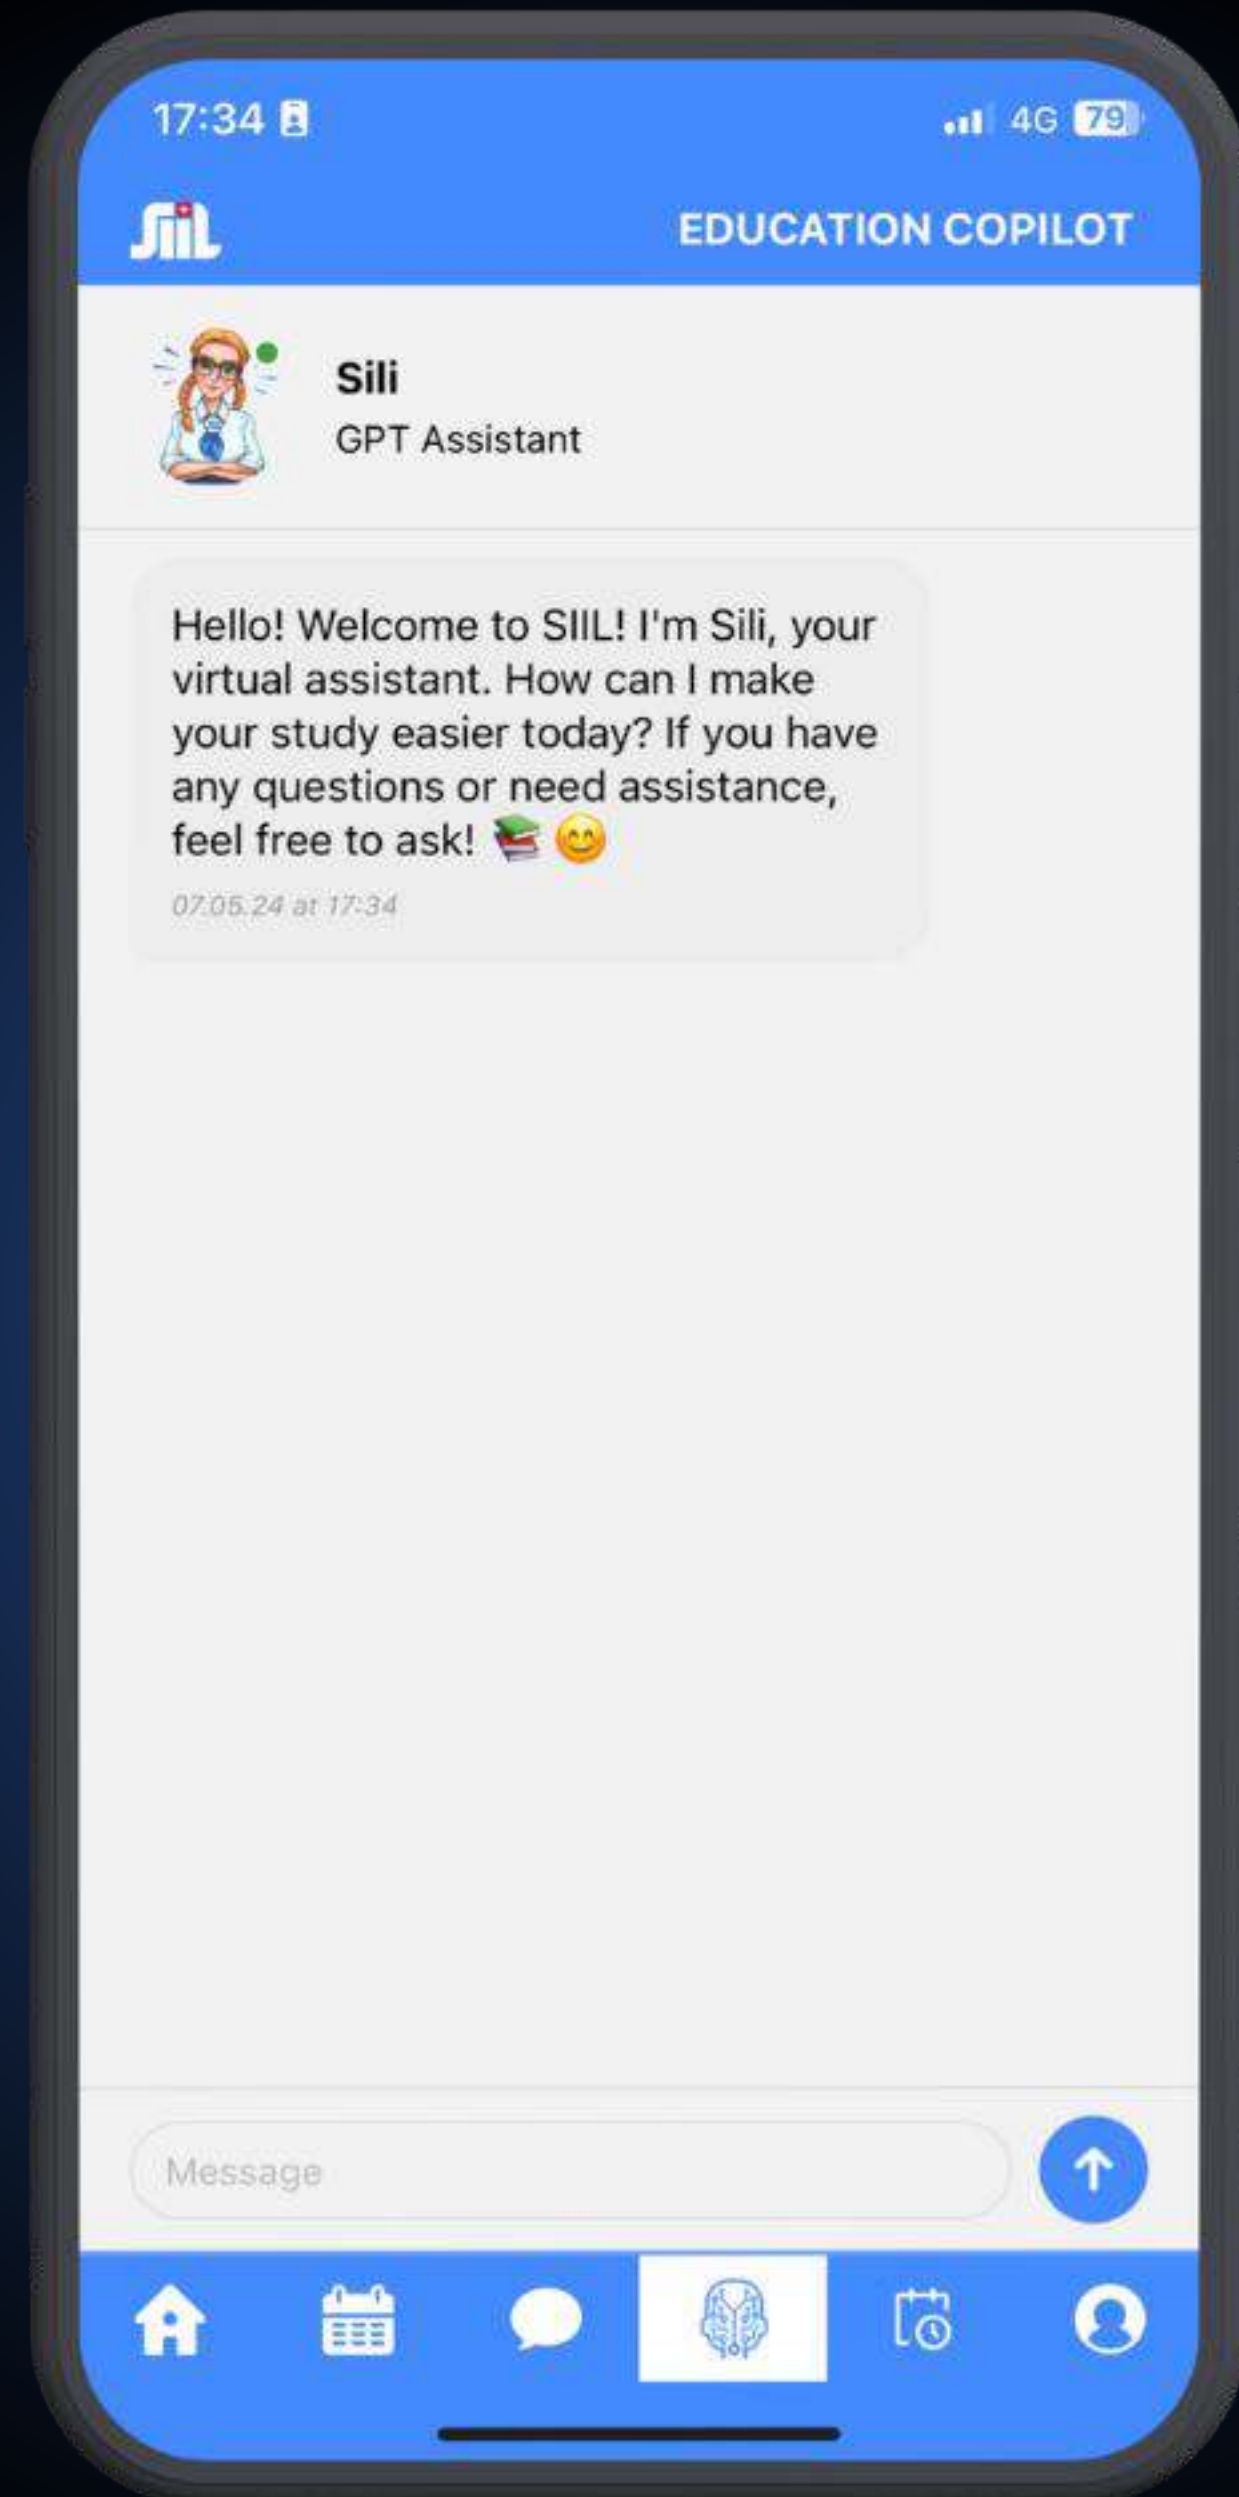 17:34
4G 79
SIIL
EDUCATION COPILOT
Sili
GPT Assistant
Hello! Welcome to SIIL! I'm Sili, your
virtual assistant. How can I make
your study easier today? If you have
any questions or need assistance,
feel free to ask! 📚 😊
07.05.24 at 17:34
Message